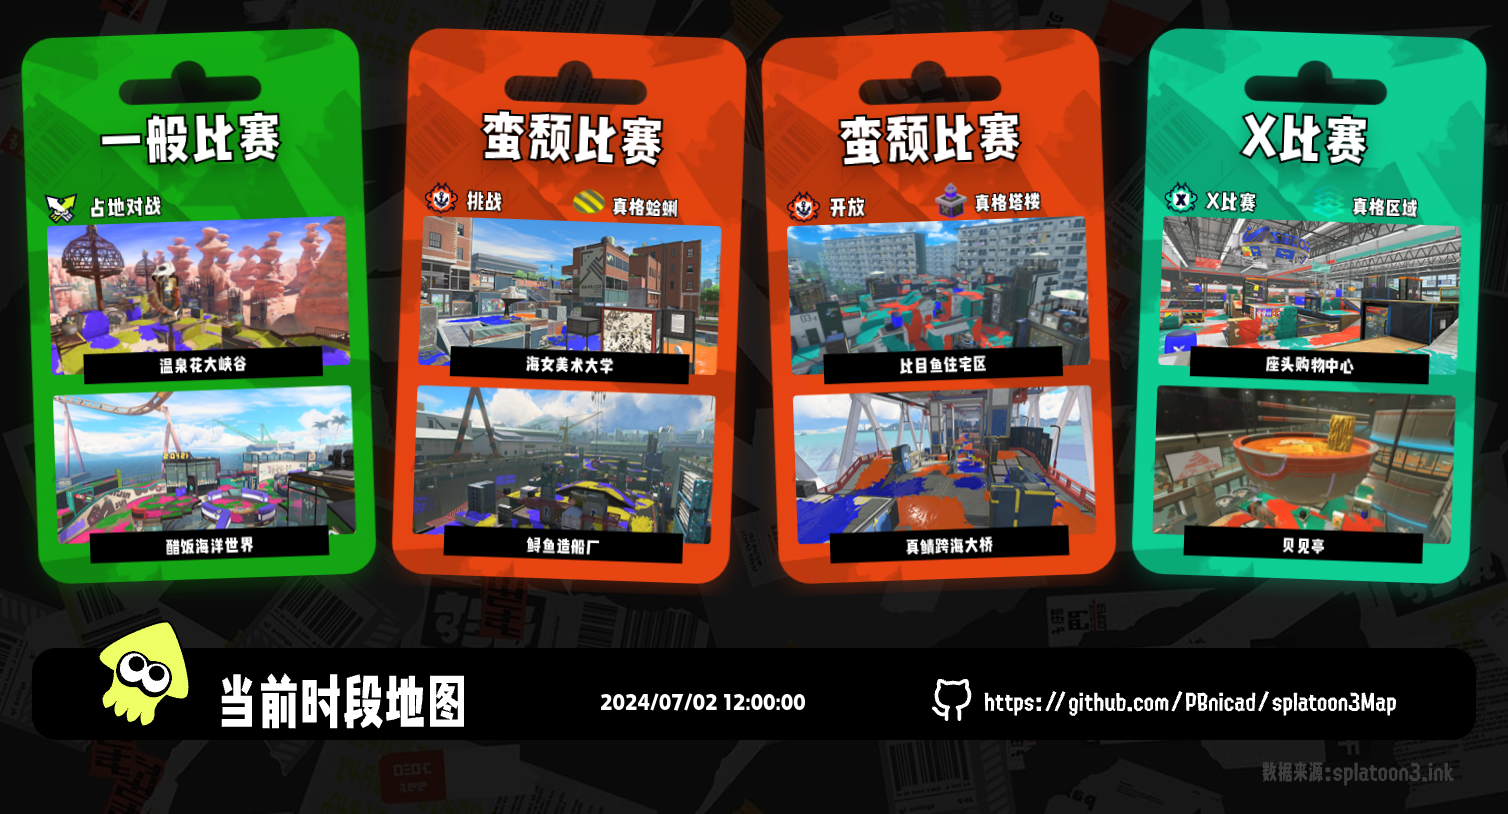 一般比赛
占地对战
温泉花大峡谷
醋饭海洋世界
蛮颓比赛
挑战
真格蛤蜊
海女美术大学
鲟鱼造船厂
蛮颓比赛
开放
真格塔楼
比目鱼住宅区
真鲭跨海大桥
X比赛
X比赛
真格区域
座头购物中心
贝见亭
当前时段地图
2024/07/02 12:00:00
https://github.com/PBnicad/splatoon3Map
数据来源:splatoon3.ink